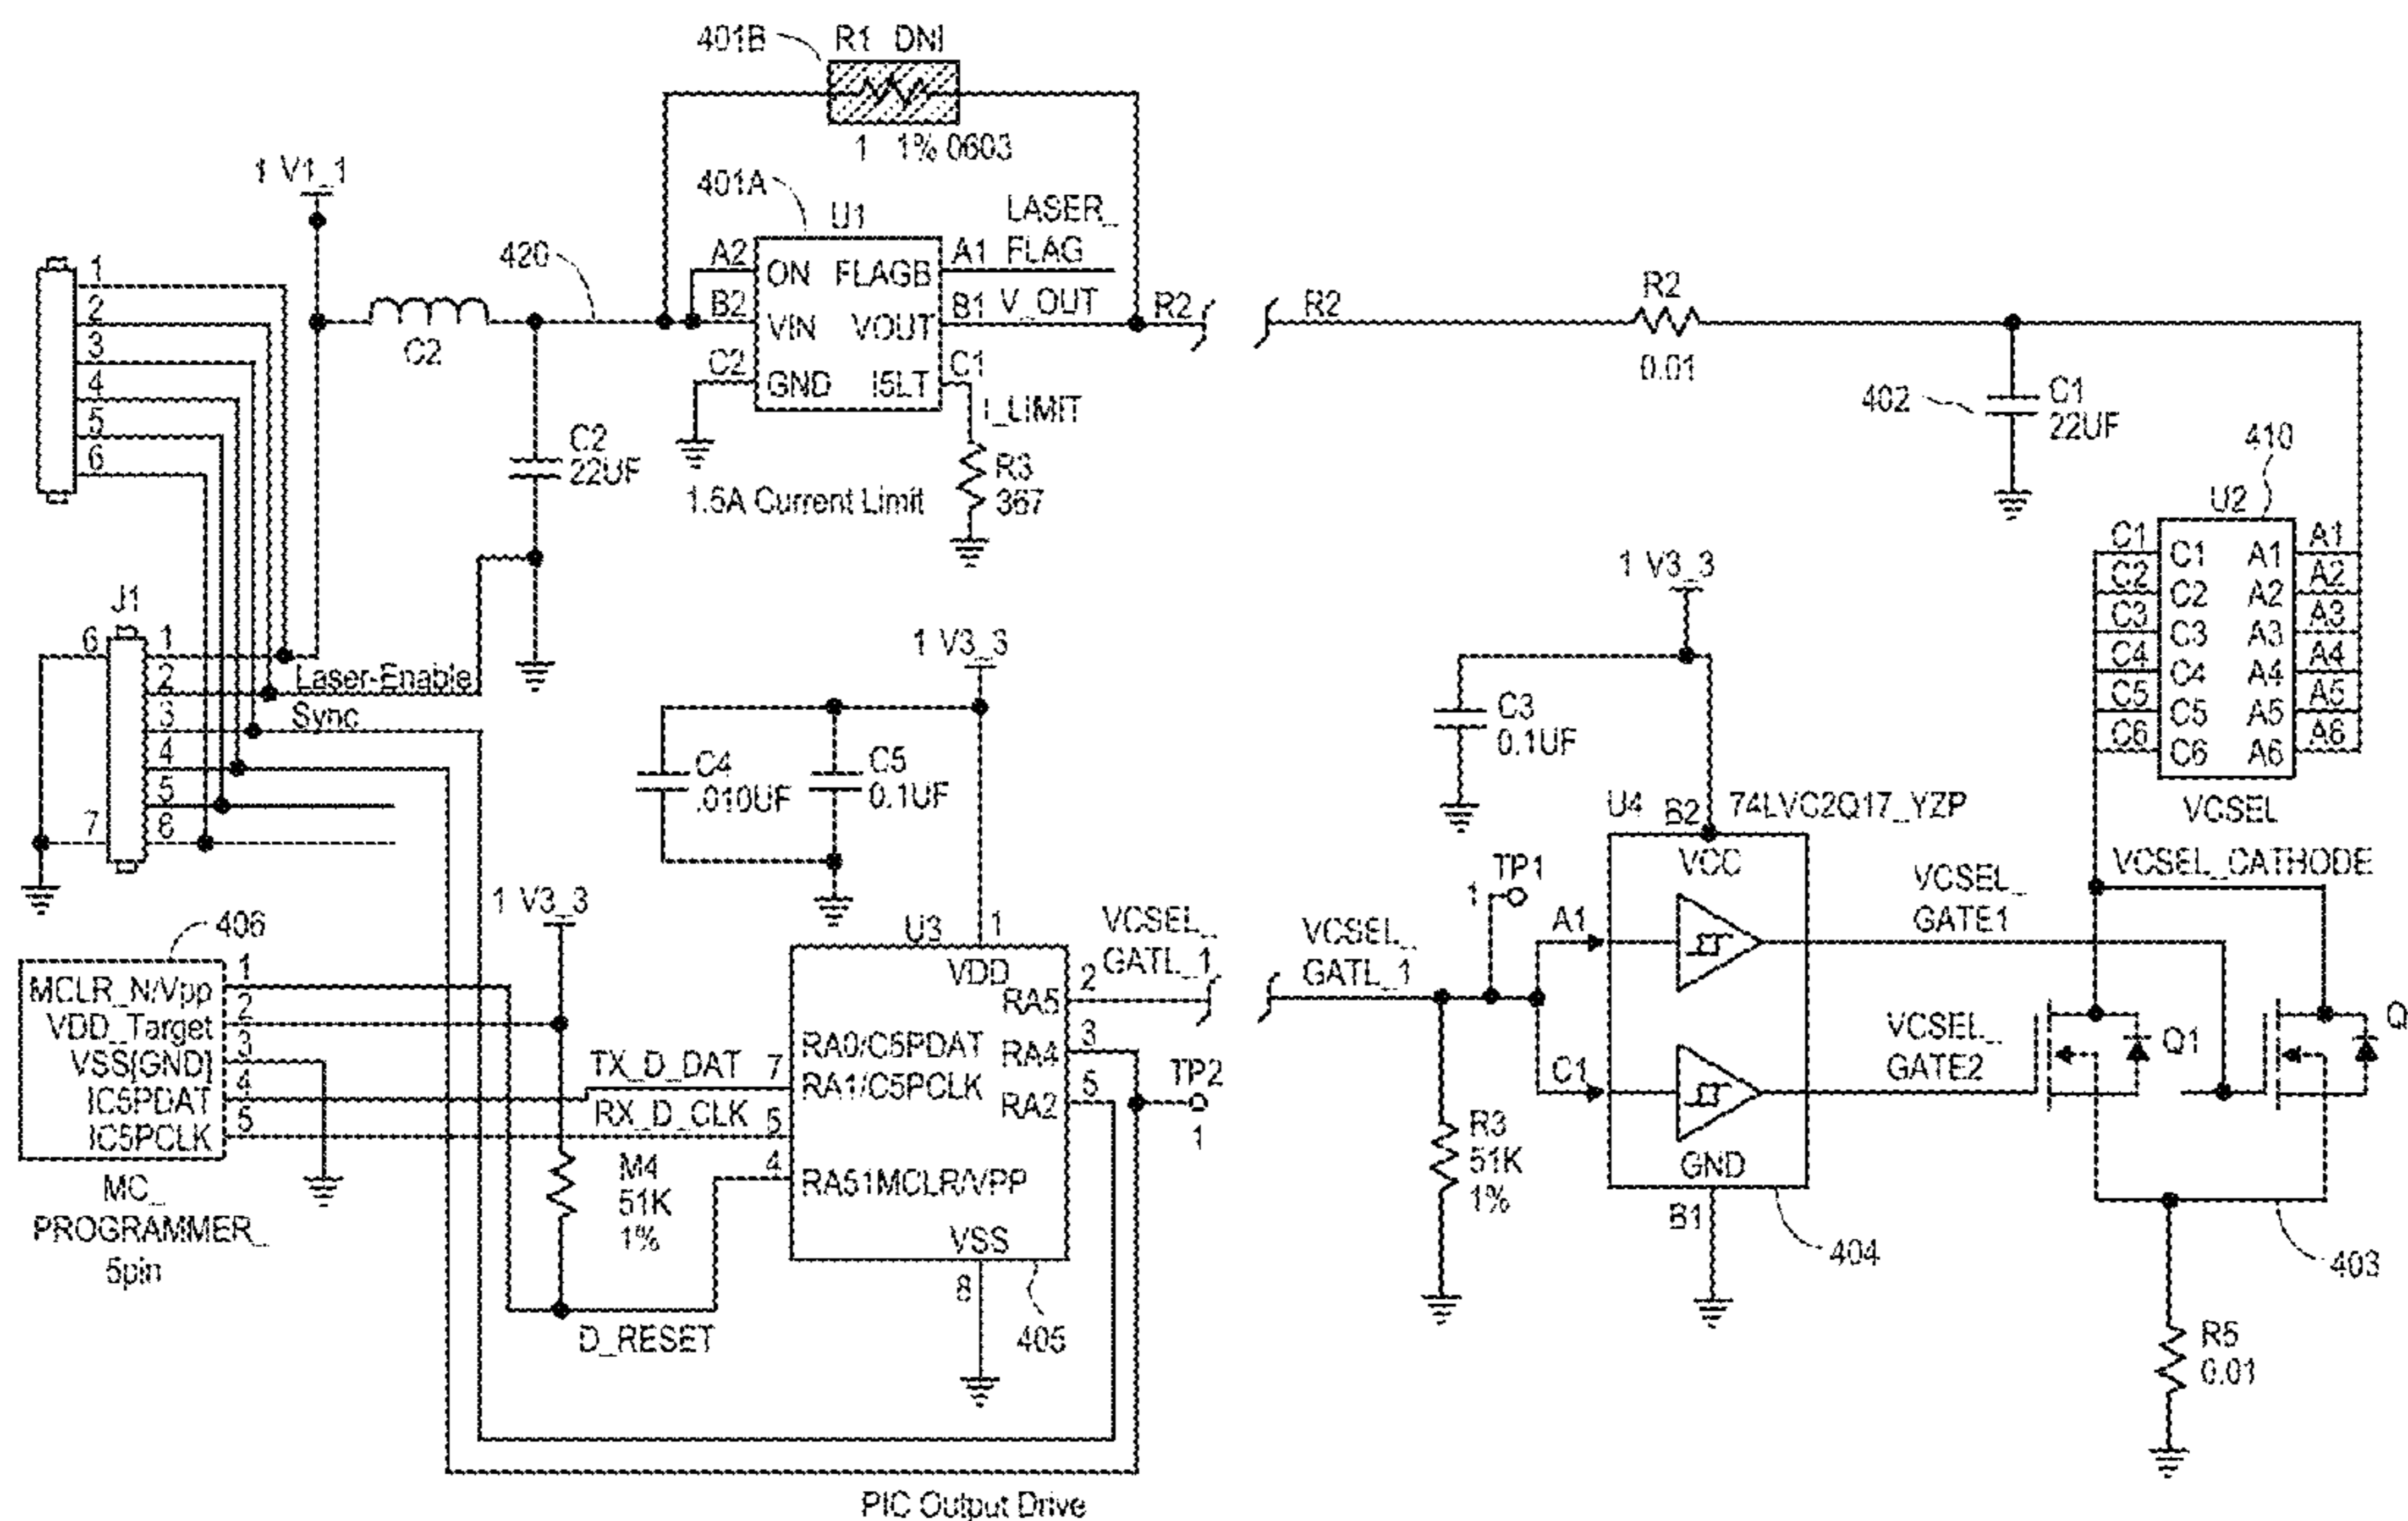 401B
R1 DNI
1 1% 0603
1 V1_1
401A
U1
LASER_
FLAG
420
A2
ON
FLAGB
A1
B2
VIN
VOUT
B1
V_OUT
R2
C2
GND
I5LT
C1
I_LIMIT
C2
C2
22UF
1.5A Current Limit
R3
367
R2
R2
0.01
402
C1
22UF
410
U2
C1
C2
C3
C4
C5
C6
C1
C2
C3
C4
C5
C6
A1
A2
A3
A4
A5
A6
A1
A2
A3
A4
A5
A6
VCSEL
VCSEL_CATHODE
1
2
3
4
5
6
J1
6
7
1
2
3
4
5
6
Laser-Enable
Sync
1 V3_3
C4
.010UF
C5
0.1UF
1 V3_3
C3
0.1UF
U4
B2
74LVC2Q17_YZP
VCC
TP1
1
A1
C1
GND
B1
404
VCSEL_
GATE1
VCSEL_
GATE2
Q1
Q
403
R5
0.01
406
MCLR_N/Vpp
VDD_Target
VSS[GND]
IC5PDAT
IC5PCLK
1
2
3
4
5
MC_
PROGRAMMER_
5pin
1 V3_3
TX_D_DAT
RX_D_CLK
7
5
4
M4
51K
1%
D_RESET
U3
1
VDD
RA5
RA0/C5PDAT
RA4
RA1/C5PCLK
RA2
RA51MCLR/VPP
VSS
8
405
2
3
5
VCSEL_
GATL_1
TP2
1
VCSEL_
GATL_1
R3
51K
1%
PIC Output Drive